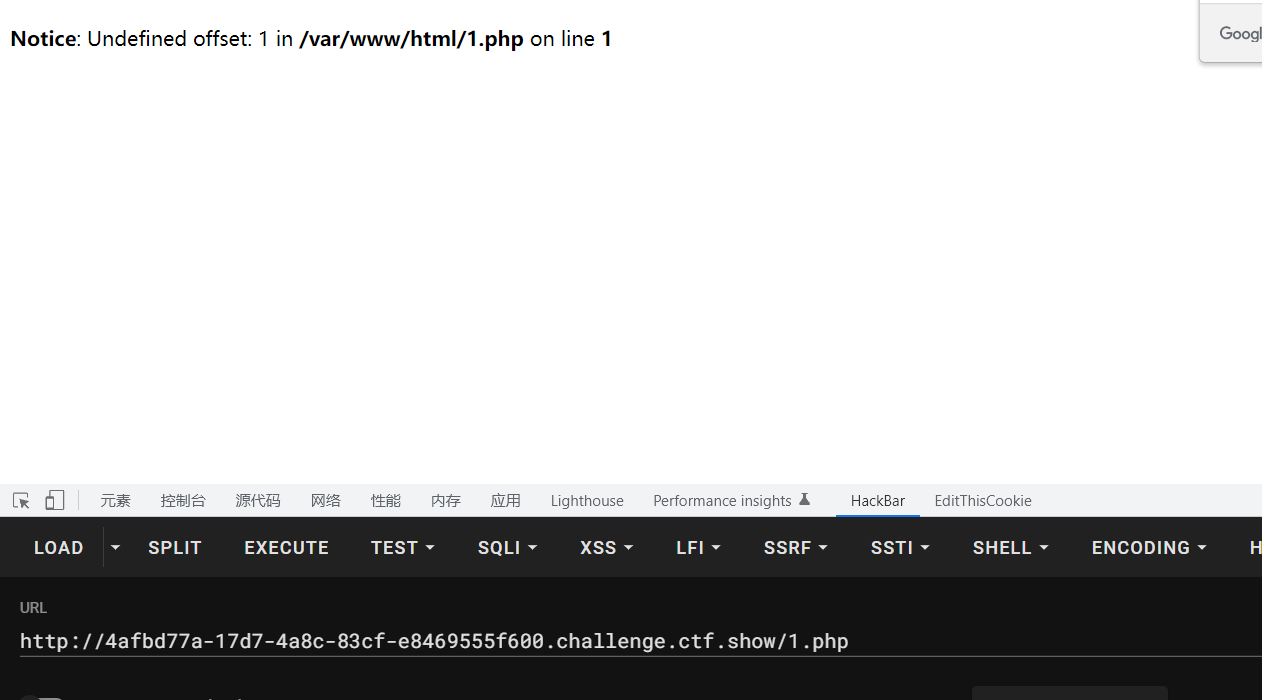 Notice: Undefined offset: 1 in /var/www/html/1.php on line 1
元素 控制台 源代码 网络 性能 内存 应用 Lighthouse Performance insights HackBar EditThisCookie
LOAD SPLIT EXECUTE TEST SQLI XSS LFI SSRF SSTI SHELL ENCODING
URL
http://4afbd77a-17d7-4a8c-83cf-e8469555f600.challenge.ctf.show/1.php